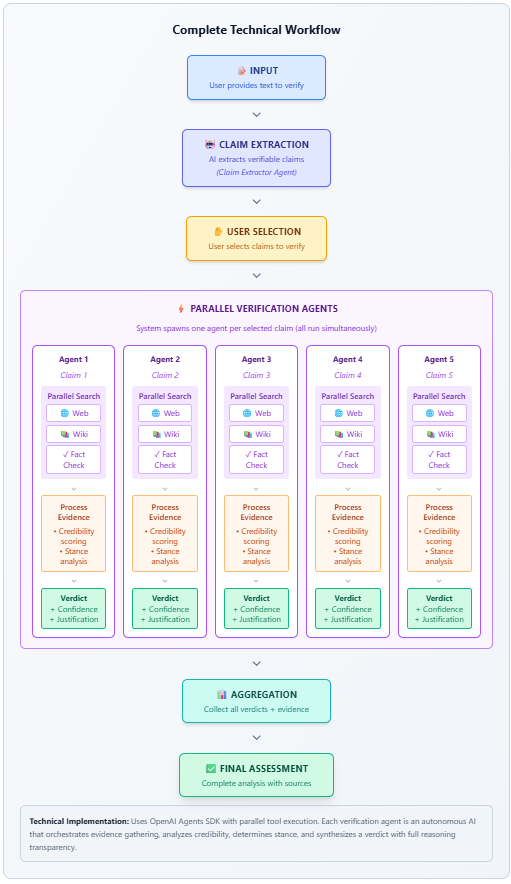 Complete Technical Workflow
INPUT
User provides text to verify
CLAIM EXTRACTION
AI extracts verifiable claims
(Claim Extractor Agent)
USER SELECTION
User selects claims to verify
PARALLEL VERIFICATION AGENTS
System spawns one agent per selected claim (all run simultaneously)
Agent 1
Claim 1
Parallel Search
Web
Wiki
✓ Fact
Check
Process
Evidence
• Credibility
scoring
• Stance
analysis
Verdict
+ Confidence
+ Justification
Agent 2
Claim 2
Parallel Search
Web
Wiki
✓ Fact
Check
Process
Evidence
• Credibility
scoring
• Stance
analysis
Verdict
+ Confidence
+ Justification
Agent 3
Claim 3
Parallel Search
Web
Wiki
✓ Fact
Check
Process
Evidence
• Credibility
scoring
• Stance
analysis
Verdict
+ Confidence
+ Justification
Agent 4
Claim 4
Parallel Search
Web
Wiki
✓ Fact
Check
Process
Evidence
• Credibility
scoring
• Stance
analysis
Verdict
+ Confidence
+ Justification
Agent 5
Claim 5
Parallel Search
Web
Wiki
✓ Fact
Check
Process
Evidence
• Credibility
scoring
• Stance
analysis
Verdict
+ Confidence
+ Justification
AGGREGATION
Collect all verdicts + evidence
FINAL ASSESSMENT
Complete analysis with sources
Technical Implementation: Uses OpenAI Agents SDK with parallel tool execution. Each verification agent is an autonomous AI
that orchestrates evidence gathering, analyzes credibility, determines stance, and synthesizes a verdict with full reasoning
transparency.